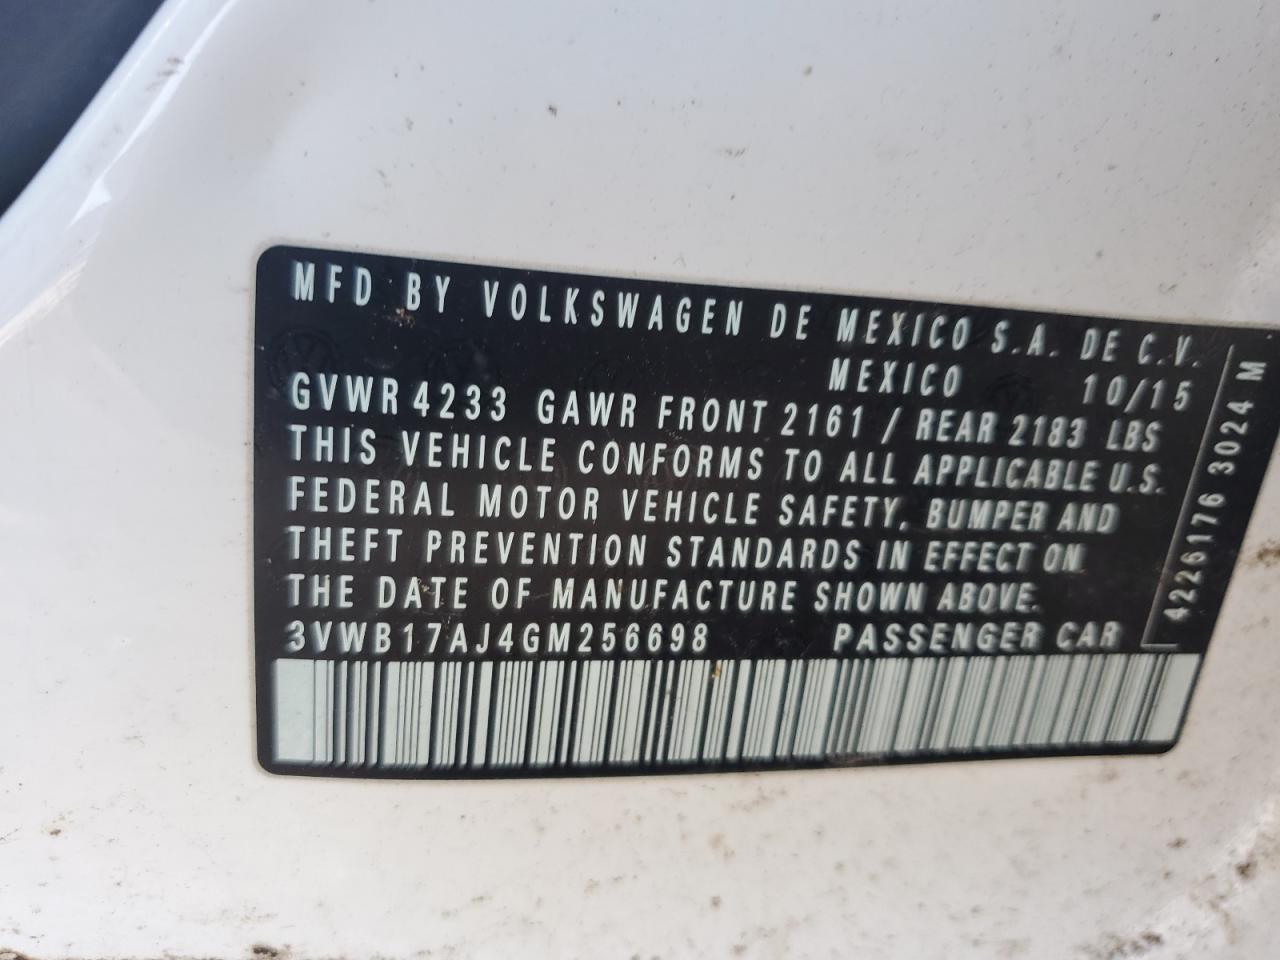 MFD BY VOLKSWAGEN DE MEXICO S.A. DE C.V.
MEXICO 10/15
GVWR 4233 GAWR FRONT 2161 / REAR 2183 LBS
THIS VEHICLE CONFORMS TO ALL APPLICABLE U.S.
FEDERAL MOTOR VEHICLE SAFETY, BUMPER AND
THEFT PREVENTION STANDARDS IN EFFECT ON
THE DATE OF MANUFACTURE SHOWN ABOVE.
3VWB17AJ4GM256698 PASSENGER CAR
4226176 3024 M